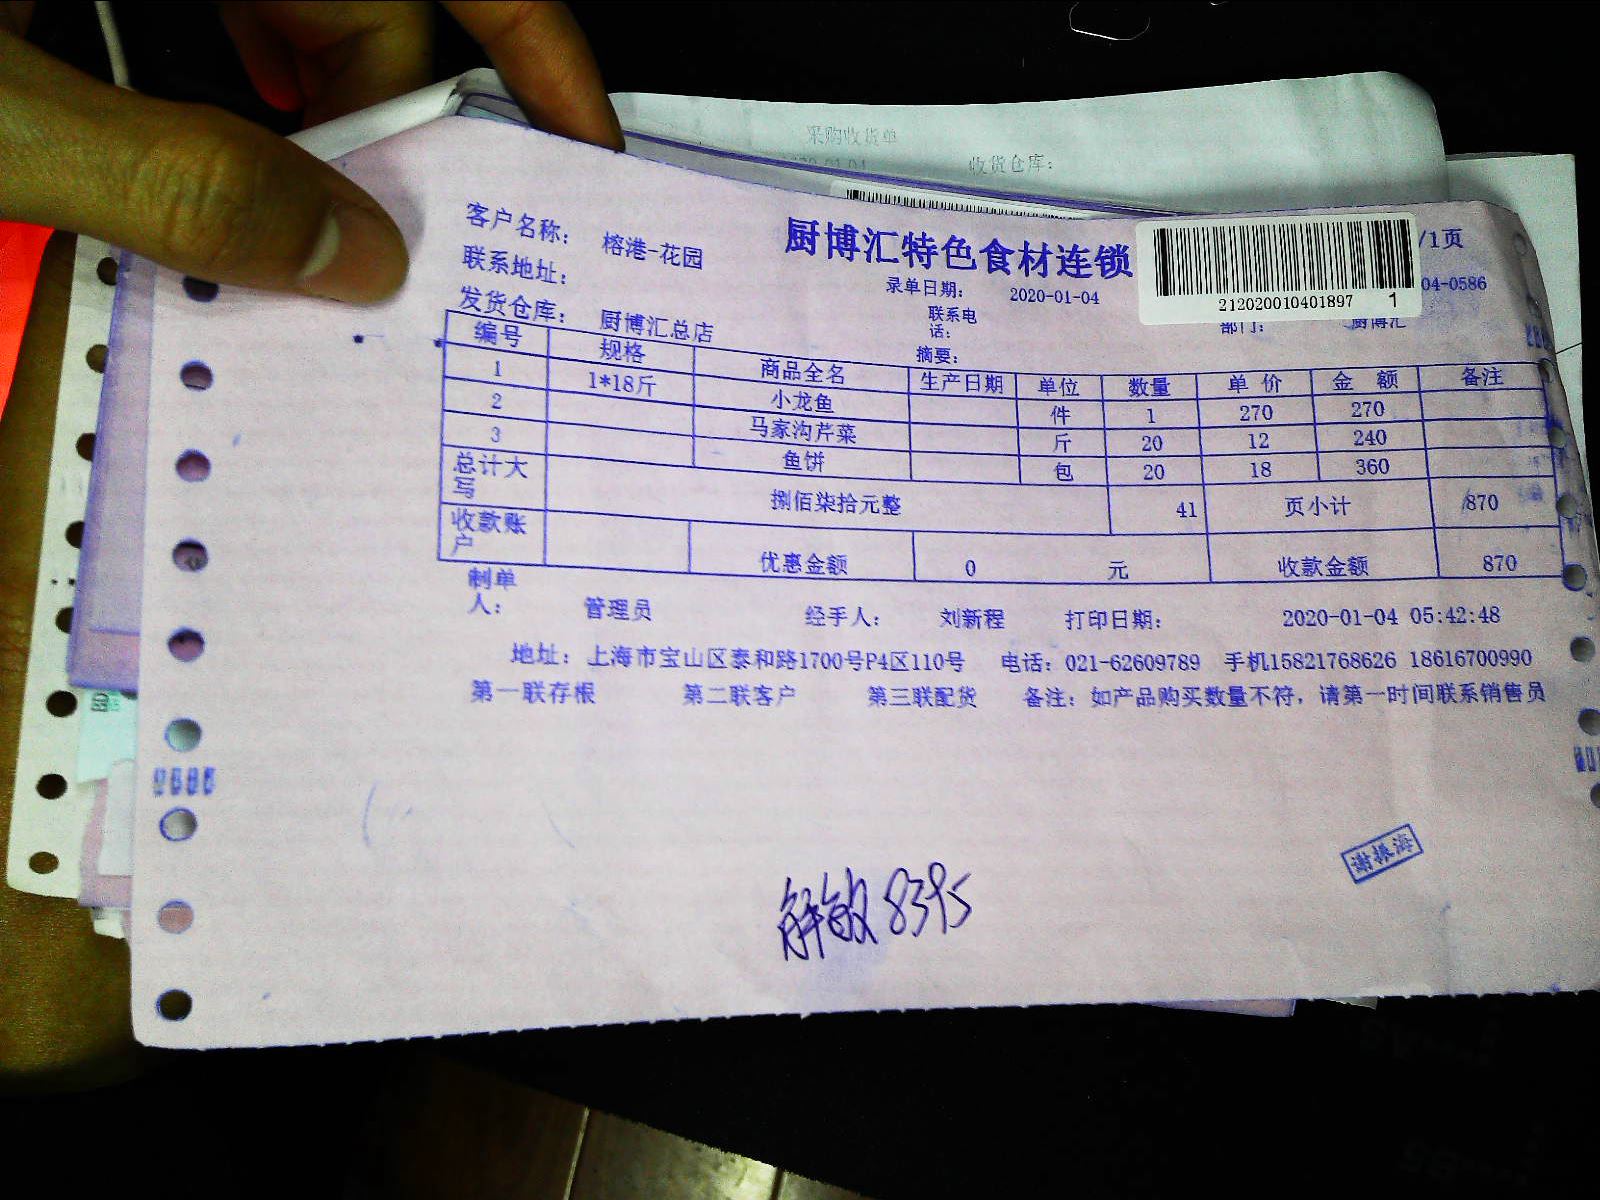 采购收货单
收货仓库:
客户名称: 榕港-花园 厨博汇特色食材连锁 /1页
联系地址: 录单日期: 2020-01-04 04-0586
212020010401897 1
发货仓库: 厨博汇总店 联系电话: 部门: 厨博汇
摘要:
编号 规格 商品全名 生产日期 单位 数量 单价 金额 备注
1 1*18斤 小龙鱼 件 1 270 270
2 马家沟芹菜 斤 20 12 240
3 鱼饼 包 20 18 360
总计大写 捌佰柒拾元整 41 页小计 870
收款账户 优惠金额 0 元 收款金额 870
制单人: 管理员 经手人: 刘新程 打印日期: 2020-01-04 05:42:48
地址: 上海市宝山区泰和路1700号P4区110号 电话: 021-62609789 手机15821768626 18616700990
第一联存根 第二联客户 第三联配货 备注: 如产品购买数量不符,请第一时间联系销售员
谢振海
解敏 8395